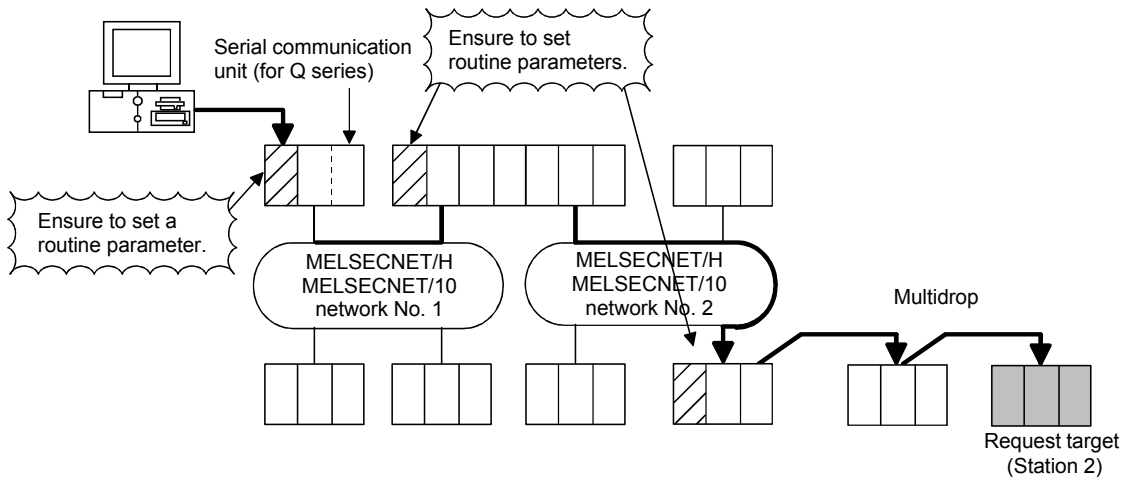 Serial communication
unit (for Q series)
Ensure to set
routine parameters.
Ensure to set a
routine parameter.
MELSECNET/H
MELSECNET/10
network No. 1
MELSECNET/H
MELSECNET/10
network No. 2
Multidrop
Request target
(Station 2)